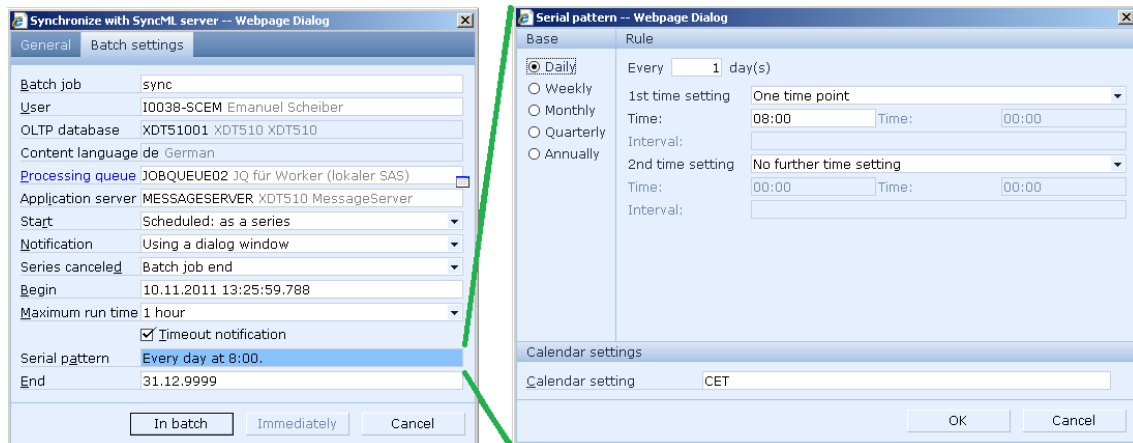 Synchronize with SyncML server -- Webpage Dialog
General Batch settings
Batch job sync
User I0038-SCEM Emanuel Scheiber
OLTP database XDT51001 XDT510 XDT510
Content language de German
Processing queue JOBQUEUE02 JQ für Worker (lokaler SAS)
Application server MESSAGESERVER XDT510 MessageServer
Start Scheduled: as a series
Notification Using a dialog window
Series canceled Batch job end
Begin 10.11.2011 13:25:59.788
Maximum run time 1 hour
Timeout notification
Serial pattern Every day at 8:00.
End 31.12.9999
In batch Immediately Cancel
Serial pattern -- Webpage Dialog
Base Rule
Daily
Weekly
Monthly
Quarterly
Annually
Every 1 day(s)
1st time setting One time point
Time: 08:00 Time: 00:00
Interval:
2nd time setting No further time setting
Time: 00:00 Time: 00:00
Interval:
Calendar settings
Calendar setting CET
OK Cancel